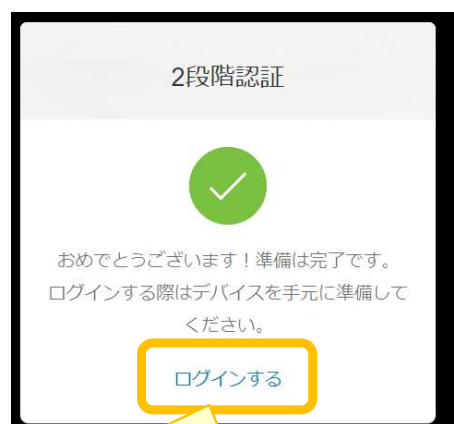 2段階認証
おめでとうございます！準備は完了です。
ログインする際はデバイスを手元に準備して
ください。
ログインする